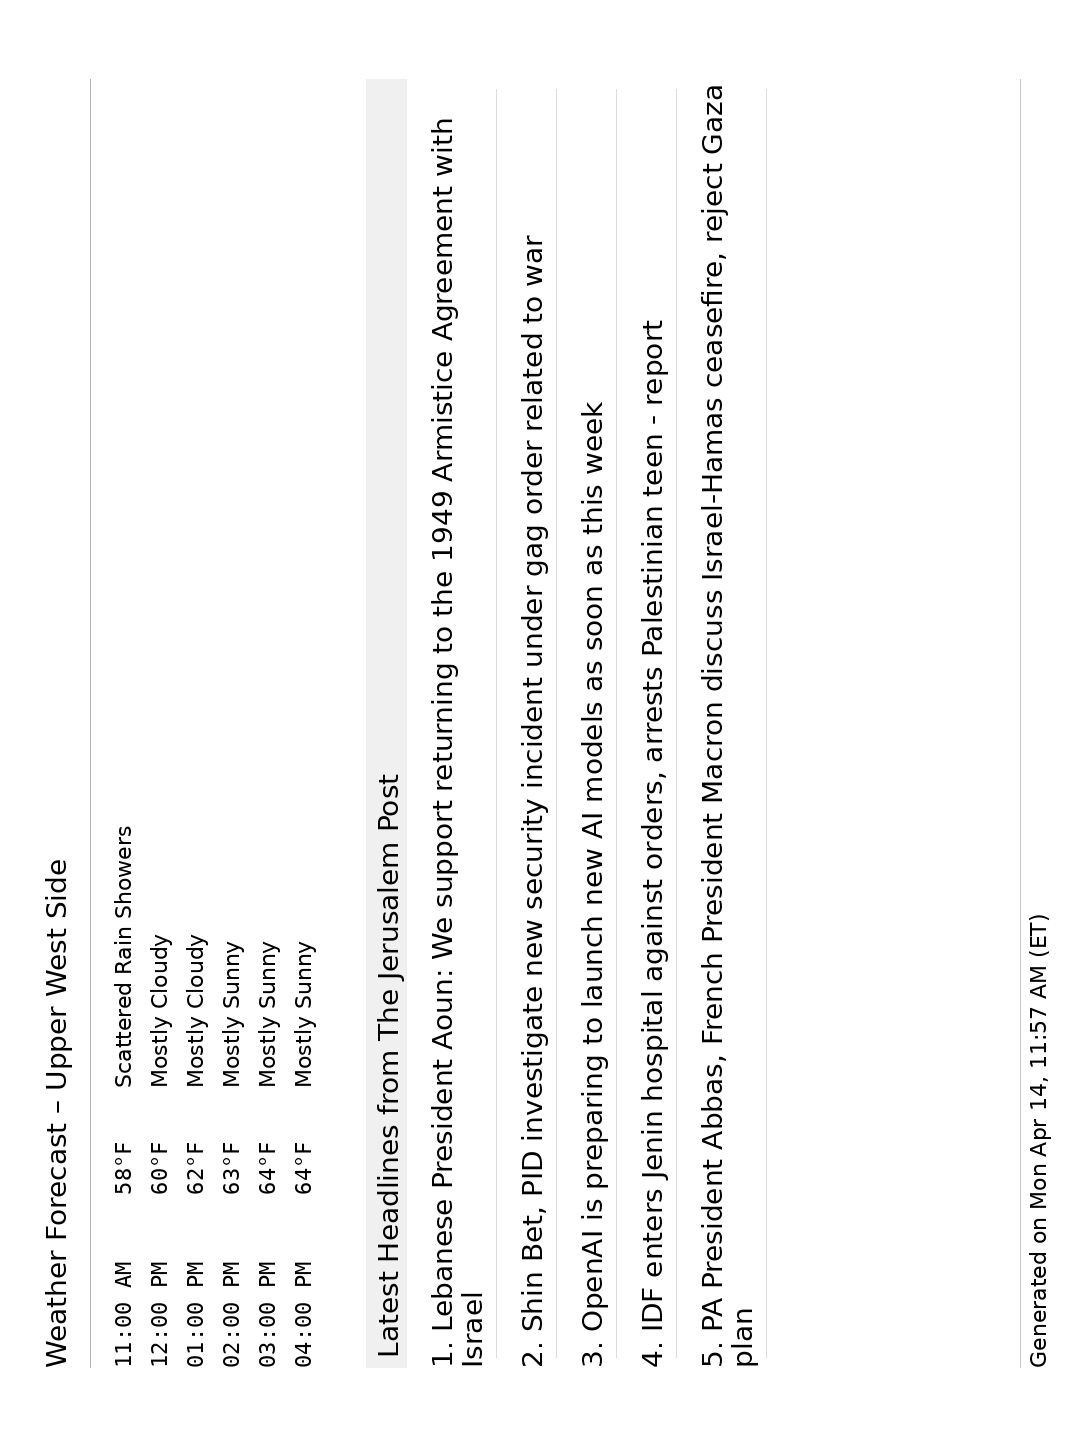 Weather Forecast – Upper West Side
11:00 AM 58°F Scattered Rain Showers
12:00 PM 60°F Mostly Cloudy
01:00 PM 62°F Mostly Cloudy
02:00 PM 63°F Mostly Sunny
03:00 PM 64°F Mostly Sunny
04:00 PM 64°F Mostly Sunny
Latest Headlines from The Jerusalem Post
1. Lebanese President Aoun: We support returning to the 1949 Armistice Agreement with
Israel
2. Shin Bet, PID investigate new security incident under gag order related to war
3. OpenAI is preparing to launch new AI models as soon as this week
4. IDF enters Jenin hospital against orders, arrests Palestinian teen - report
5. PA President Abbas, French President Macron discuss Israel-Hamas ceasefire, reject Gaza
plan
Generated on Mon Apr 14, 11:57 AM (ET)